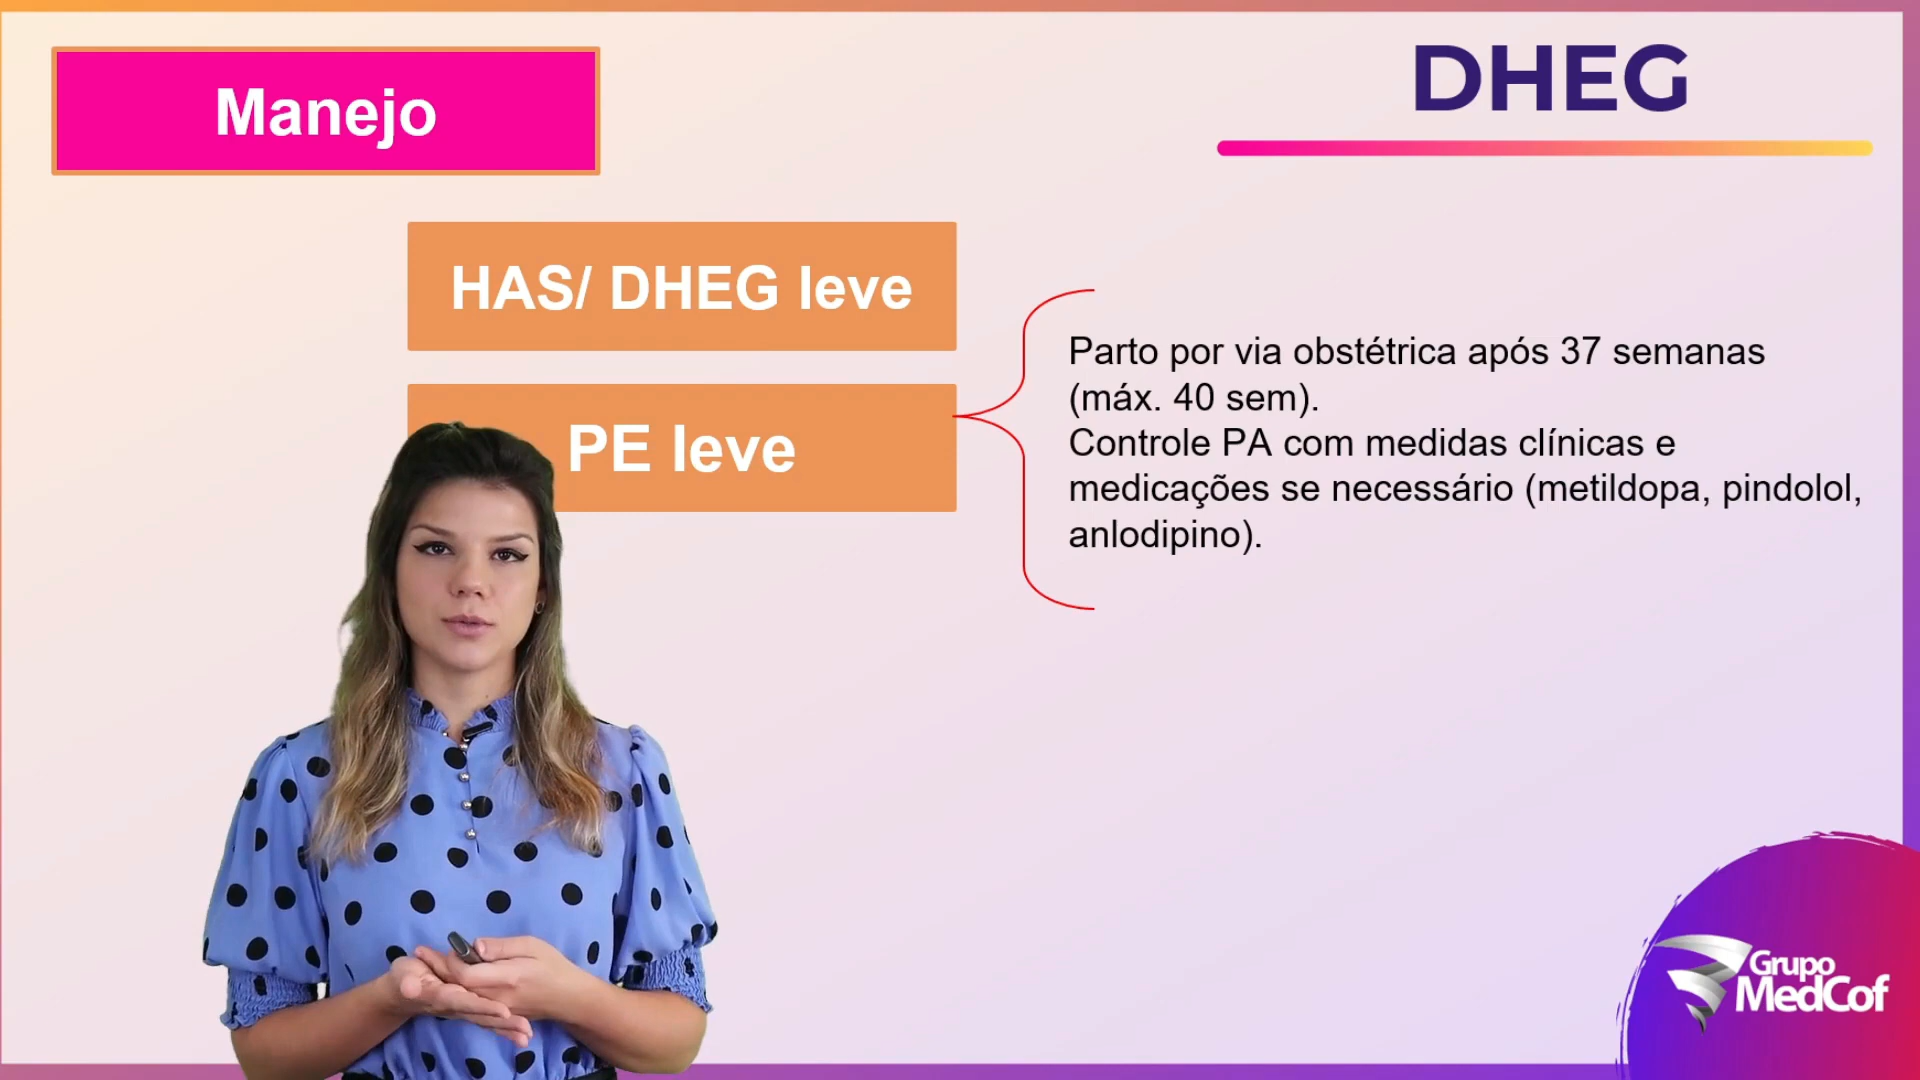 Manejo
DHEG
HAS/ DHEG leve
PE leve
Parto por via obstétrica após 37 semanas
(máx. 40 sem).
Controle PA com medidas clínicas e
medicações se necessário (metildopa, pindolol,
anlodipino).
Grupo
MedCof